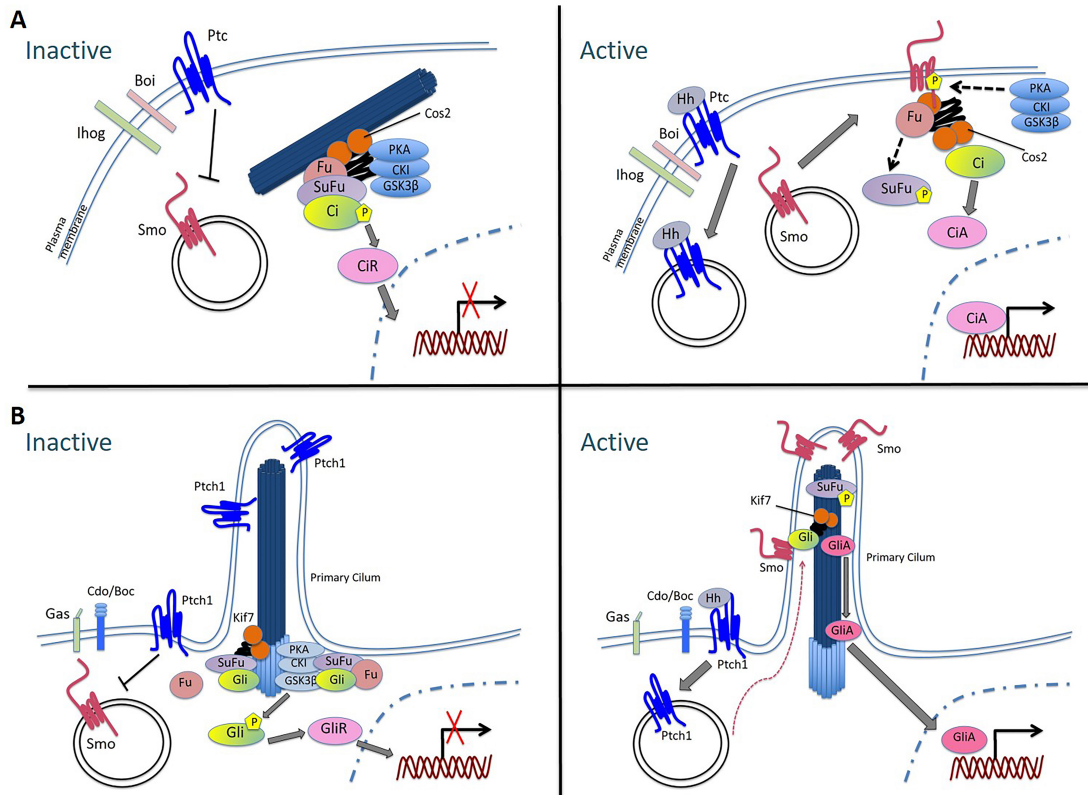 A
Inactive
Ptc
Boi
Ihog
Plasma
membrane
Smo
Cos2
Fu
PKA
CKI
GSK3β
SuFu
Ci
P
CiR
Active
P
PKA
CKI
GSK3β
Hh
Ptc
Fu
Boi
Cos2
Ci
Ihog
SuFu
P
Plasma
membrane
Hh
Smo
CiA
CiA
B
Inactive
Ptch1
Ptch1
Primary Cilum
Cdo/Boc
Ptch1
Gas
Kif7
PKA
SuFu
CKI
SuFu
Gli
GSK3β
Gli
Fu
Fu
P
Gli
GliR
Smo
Active
Smo
SuFu
P
Kif7
Gli
GliA
Primary Cilum
Smo
Cdo/Boc
Hh
Gas
GliA
Ptch1
Ptch1
GliA